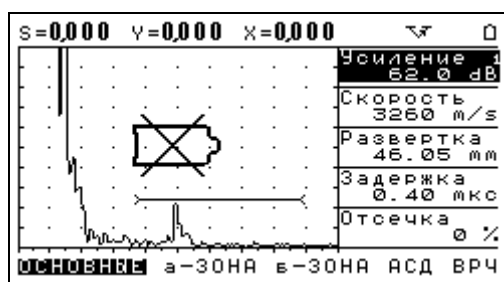 S=0,000 Y=0,000 X=0,000
Усиление 1
62.0 dB
Скорость
3260 m/s
Развертка
46.05 mm
Задержка
0.40 мкс
Отсечка
0 %
ОСНОВНЫЕ а-ЗОНА в-ЗОНА АСД ВРЧ